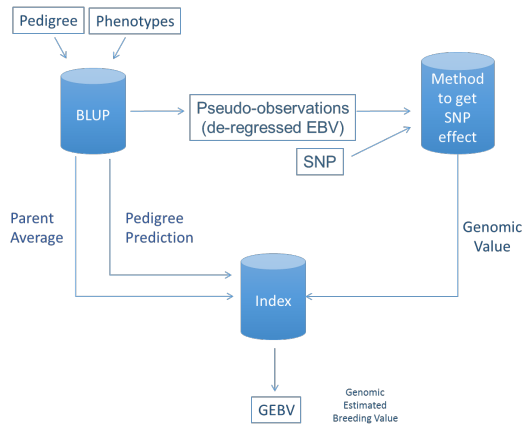 Pedigree
Phenotypes
BLUP
Pseudo-observations
(de-regressed EBV)
Method
to get
SNP
effect
SNP
Parent
Average
Pedigree
Prediction
Genomic
Value
Index
GEBV
Genomic
Estimated
Breeding Value